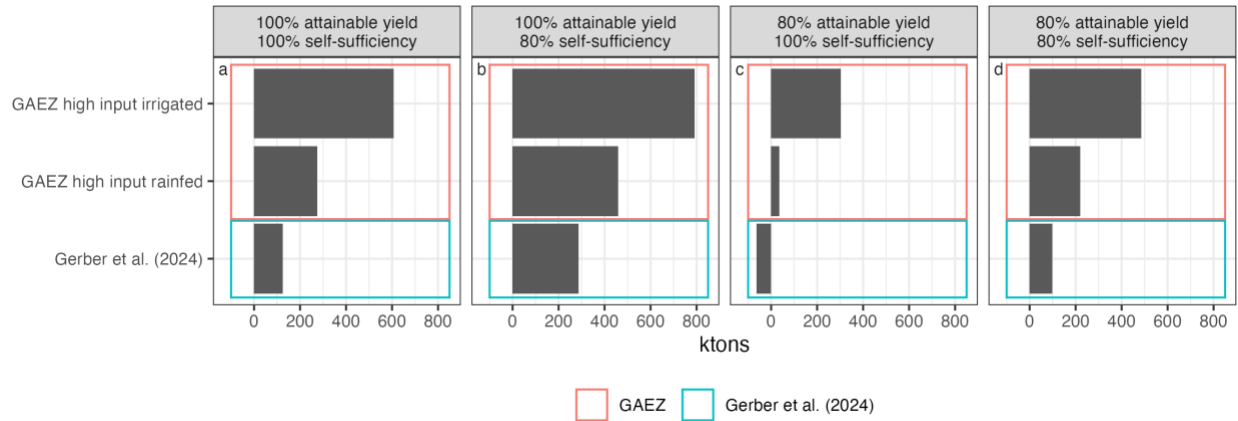 100% attainable yield
100% self-sufficiency
100% attainable yield
80% self-sufficiency
80% attainable yield
100% self-sufficiency
80% attainable yield
80% self-sufficiency
a
b
c
d
GAEZ high input irrigated
GAEZ high input rainfed
Gerber et al. (2024)
0 200 400 600 800
0 200 400 600 800
0 200 400 600 800
0 200 400 600 800
ktons
GAEZ
Gerber et al. (2024)